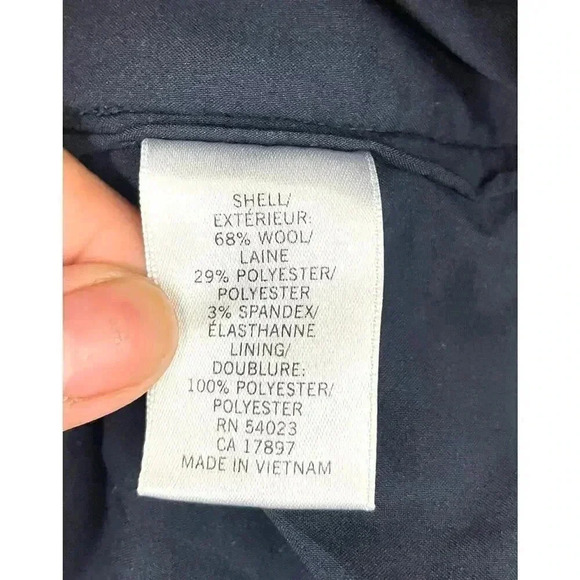 SHELL/
EXTÉRIEUR:
68% WOOL/
LAINE
29% POLYESTER/
POLYESTER
3% SPANDEX/
ÉLASTHANNE
LINING/
DOUBLURE:
100% POLYESTER/
POLYESTER
RN 54023
CA 17897
MADE IN VIETNAM